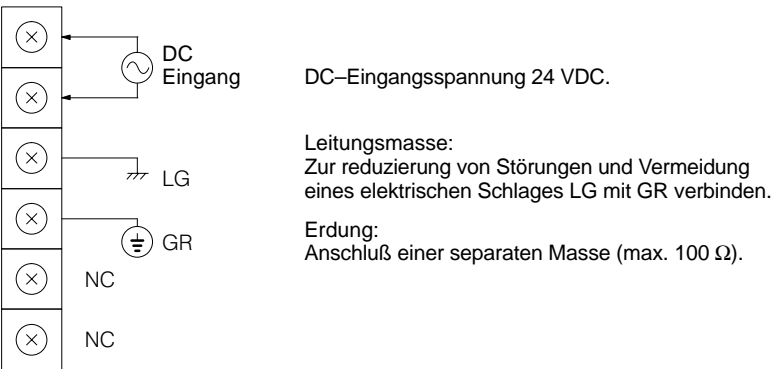 DC
Eingang
DC–Eingangsspannung 24 VDC.
Leitungsmasse:
Zur reduzierung von Störungen und Vermeidung
eines elektrischen Schlages LG mit GR verbinden.
LG
Erdung:
Anschluß einer separaten Masse (max. 100 Ω).
GR
NC
NC